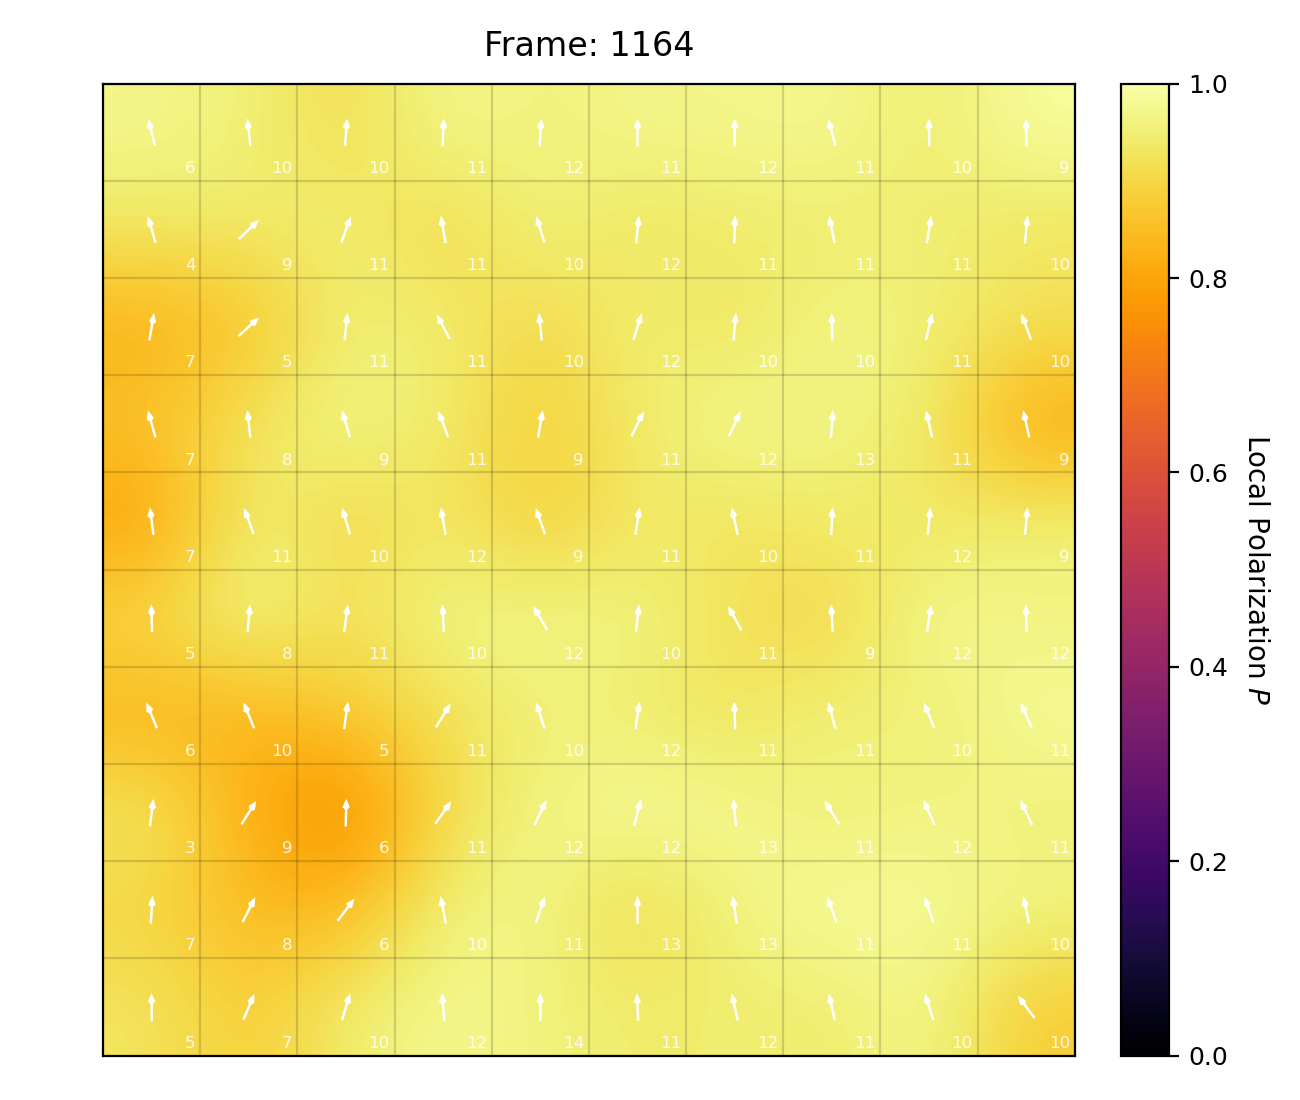 Frame: 1164
6 10 10 11 12 11 12 11 10 9
4 9 11 11 10 12 11 11 11 10
7 5 11 11 10 12 10 10 11 10
7 8 9 11 9 11 12 13 11 9
7 11 10 12 9 11 10 11 12 9
5 8 11 10 12 10 11 9 12 12
6 10 5 11 10 12 11 11 10 11
3 9 6 11 12 12 13 11 12 11
7 8 6 10 11 13 13 11 11 10
5 7 10 12 14 11 12 11 10 10
1.0
0.8
0.6
0.4
0.2
0.0
Local Polarization P